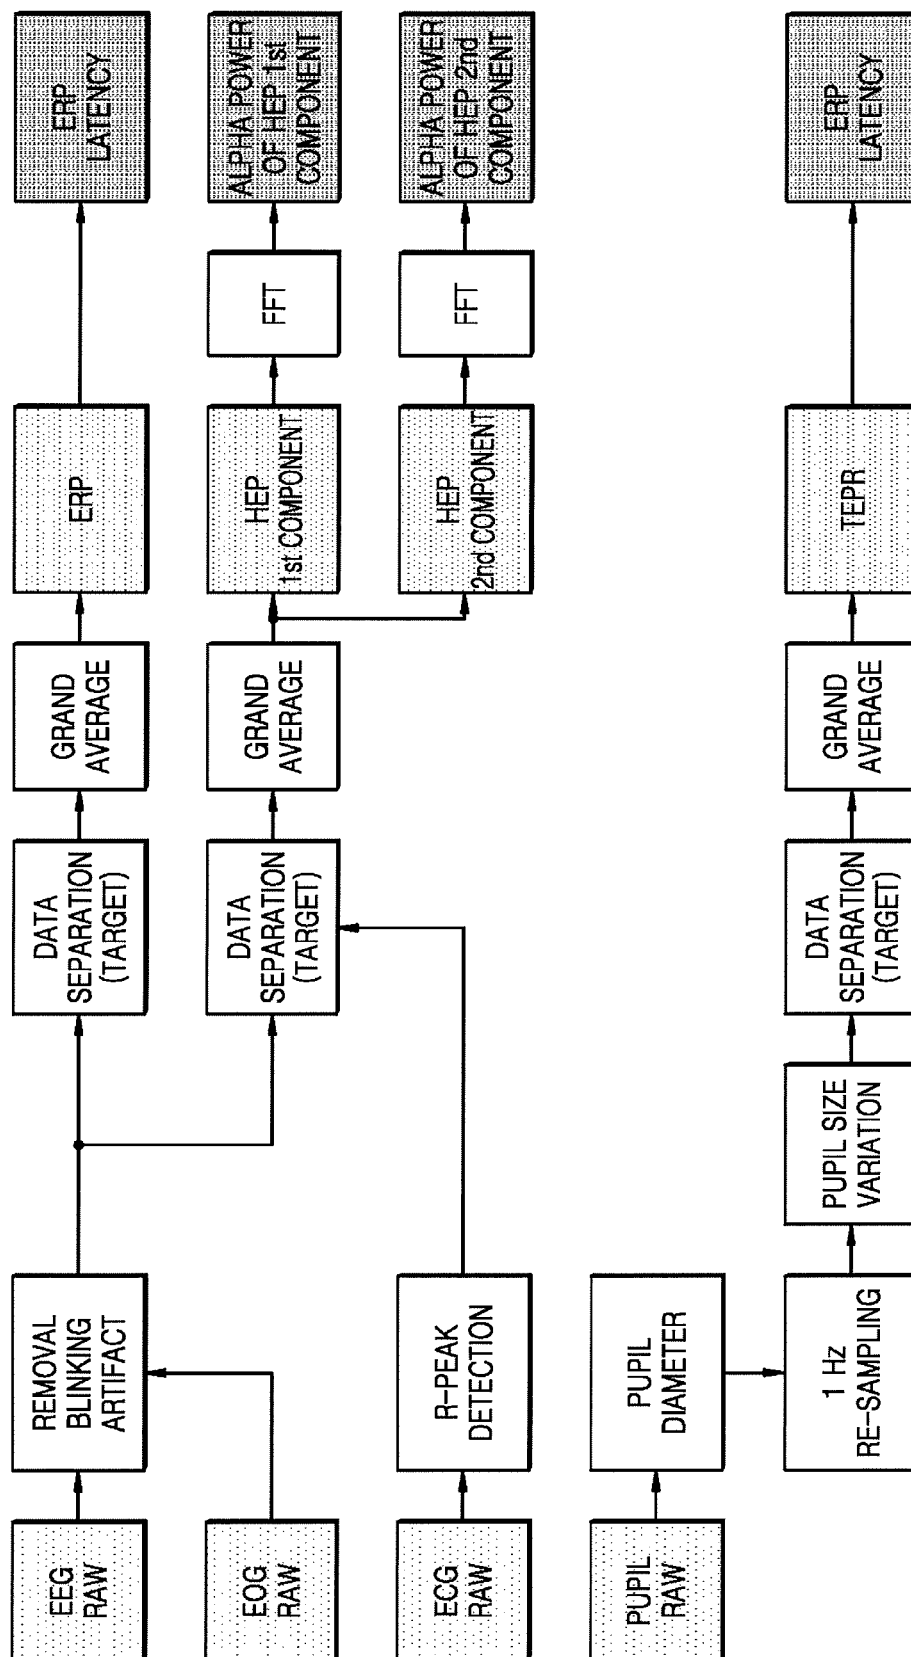 EEG
RAW
REMOVAL
BLINKING
ARTIFACT
DATA
SEPARATION
(TARGET)
GRAND
AVERAGE
ERP
ERP
LATENCY
EOG
RAW
DATA
SEPARATION
(TARGET)
GRAND
AVERAGE
HEP
1st COMPONENT
FFT
ALPHA POWER
OF HEP 1st
COMPONENT
ECG
RAW
R-PEAK
DETECTION
HEP
2nd COMPONENT
FFT
ALPHA POWER
OF HEP 2nd
COMPONENT
PUPIL
RAW
PUPIL
DIAMETER
1 Hz
RE-SAMPLING
PUPIL SIZE
VARIATION
DATA
SEPARATION
(TARGET)
GRAND
AVERAGE
TEPR
ERP
LATENCY